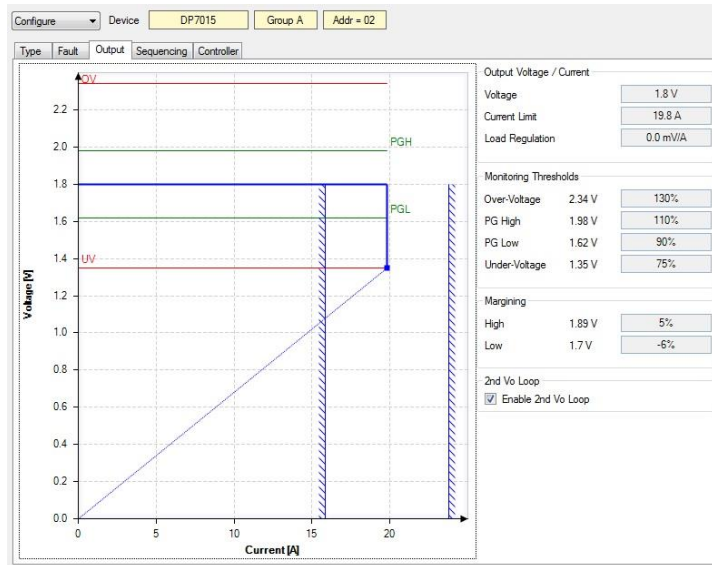 Configure Device DP7015 Group A Addr = 02
Type Fault Output Sequencing Controller
OV
PGH
PGL
UV
2.2
2.0
1.8
1.6
1.4
1.2
1.0
0.8
0.6
0.4
0.2
0.0
Voltage [V]
0 5 10 15 20
Current [A]
Output Voltage / Current
Voltage 1.8 V
Current Limit 19.8 A
Load Regulation 0.0 mV/A
Monitoring Thresholds
Over-Voltage 2.34 V 130%
PG High 1.98 V 110%
PG Low 1.62 V 90%
Under-Voltage 1.35 V 75%
Margining
High 1.89 V 5%
Low 1.7 V -6%
2nd Vo Loop
Enable 2nd Vo Loop